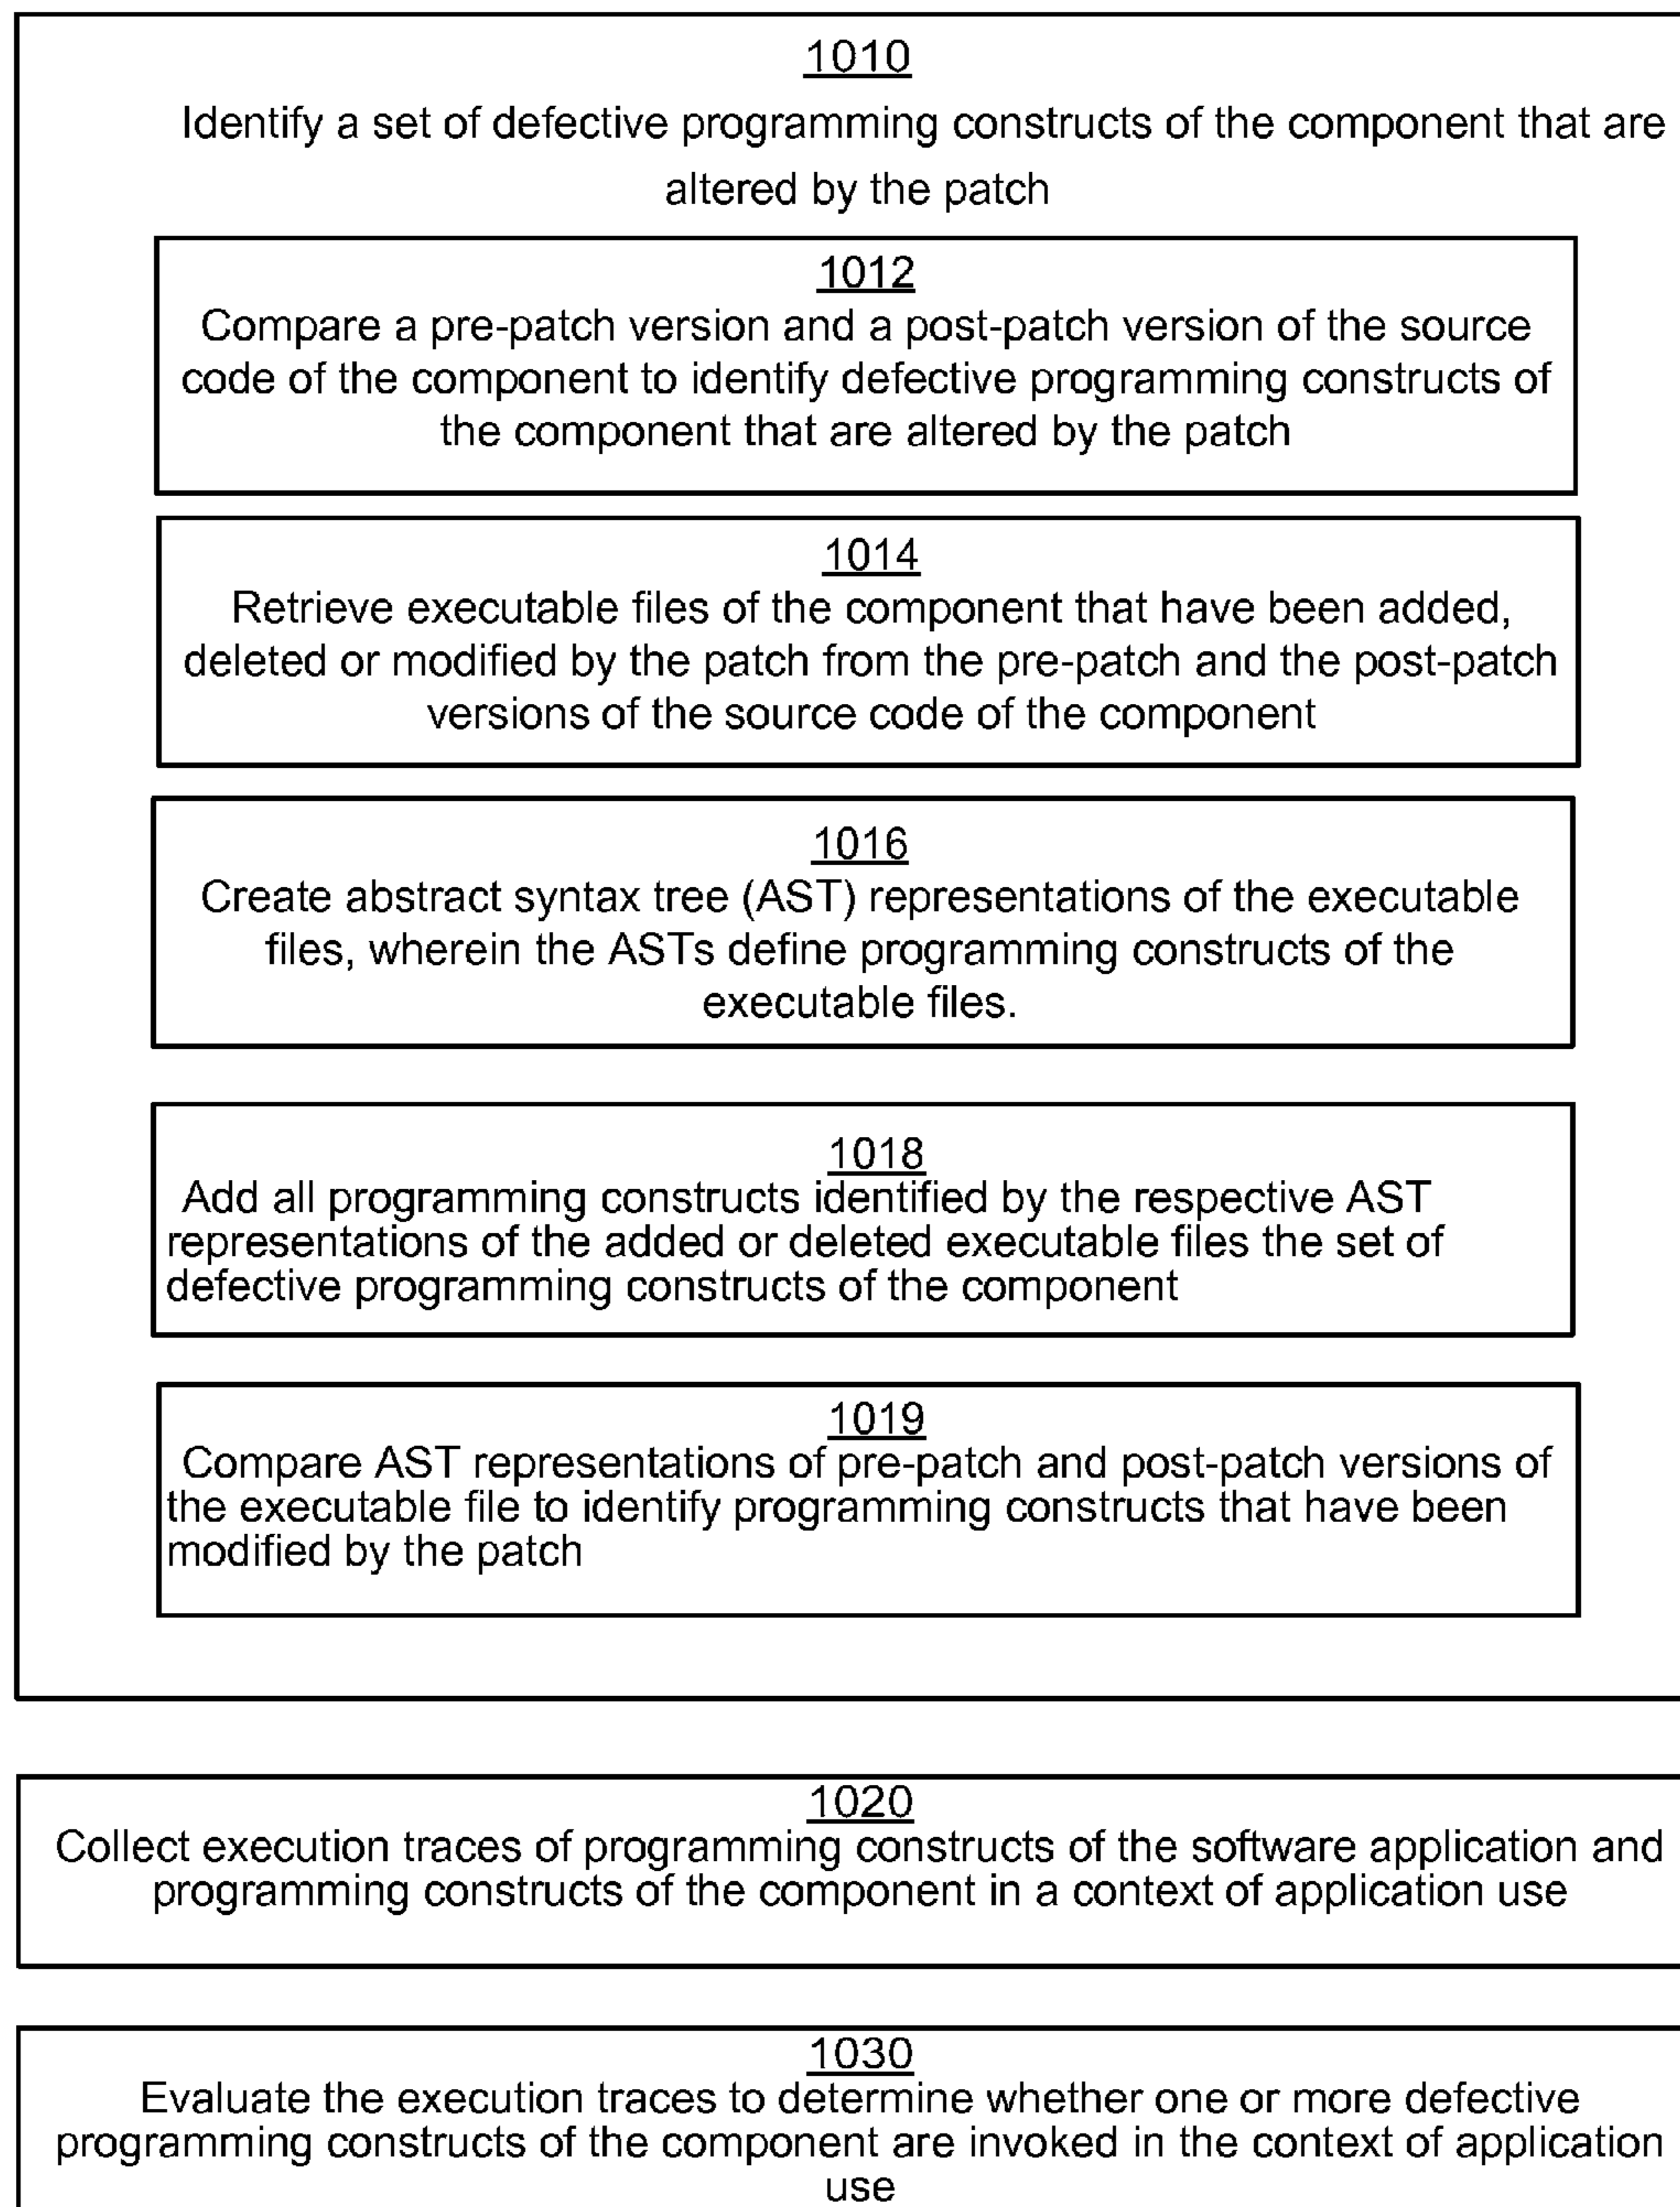 1010
Identify a set of defective programming constructs of the component that are
altered by the patch
1012
Compare a pre-patch version and a post-patch version of the source
code of the component to identify defective programming constructs of
the component that are altered by the patch
1014
Retrieve executable files of the component that have been added,
deleted or modified by the patch from the pre-patch and the post-patch
versions of the source code of the component
1016
Create abstract syntax tree (AST) representations of the executable
files, wherein the ASTs define programming constructs of the
executable files.
1018
Add all programming constructs identified by the respective AST
representations of the added or deleted executable files the set of
defective programming constructs of the component
1019
Compare AST representations of pre-patch and post-patch versions of
the executable file to identify programming constructs that have been
modified by the patch
1020
Collect execution traces of programming constructs of the software application and
programming constructs of the component in a context of application use
1030
Evaluate the execution traces to determine whether one or more defective
programming constructs of the component are invoked in the context of application
use